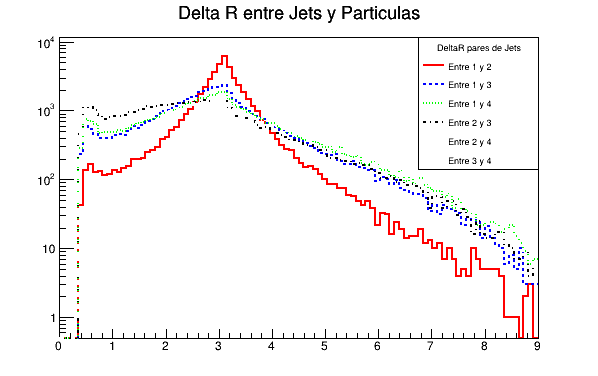 Delta R entre Jets y Particulas
DeltaR pares de Jets
Entre 1 y 2
Entre 1 y 3
Entre 1 y 4
Entre 2 y 3
Entre 2 y 4
Entre 3 y 4
10⁴
10³
10²
10
1
0 1 2 3 4 5 6 7 8 9